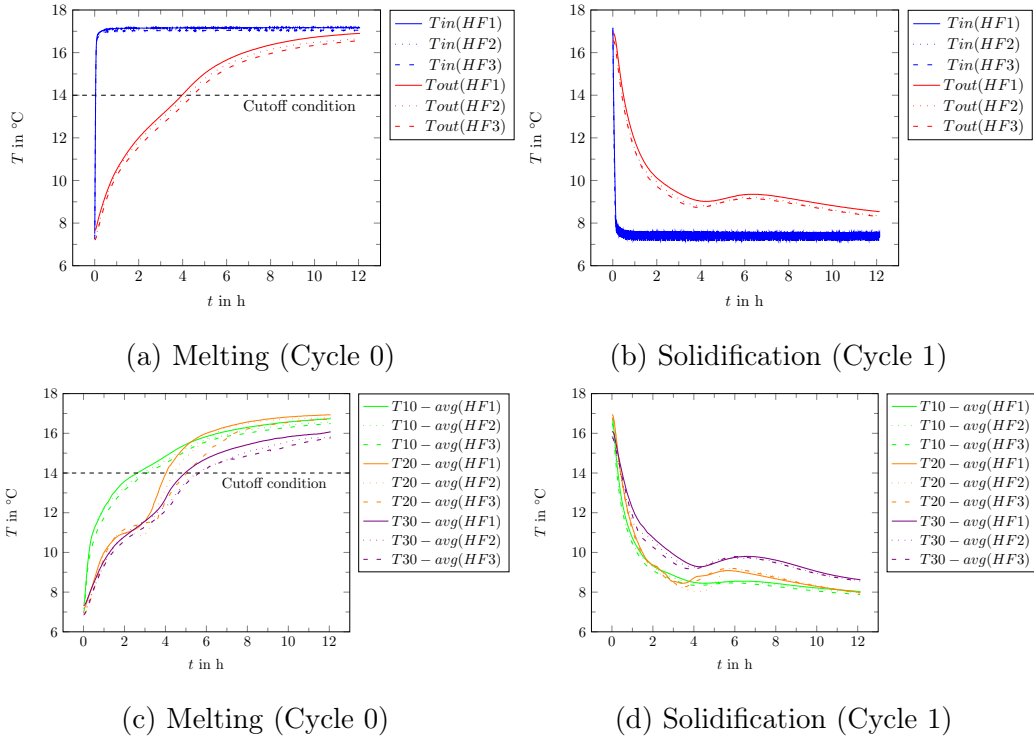 18
16
14
12
10
8
6
T in °C
Cutoff condition
0 2 4 6 8 10 12
t in h
Tin(HF1)
Tin(HF2)
Tin(HF3)
Tout(HF1)
Tout(HF2)
Tout(HF3)
(a) Melting (Cycle 0)
18
16
14
12
10
8
6
T in °C
0 2 4 6 8 10 12
t in h
Tin(HF1)
Tin(HF2)
Tin(HF3)
Tout(HF1)
Tout(HF2)
Tout(HF3)
(b) Solidification (Cycle 1)
18
16
14
12
10
8
6
T in °C
Cutoff condition
0 2 4 6 8 10 12
t in h
T10 − avg(HF1)
T10 − avg(HF2)
T10 − avg(HF3)
T20 − avg(HF1)
T20 − avg(HF2)
T20 − avg(HF3)
T30 − avg(HF1)
T30 − avg(HF2)
T30 − avg(HF3)
(c) Melting (Cycle 0)
18
16
14
12
10
8
6
T in °C
0 2 4 6 8 10 12
t in h
T10 − avg(HF1)
T10 − avg(HF2)
T10 − avg(HF3)
T20 − avg(HF1)
T20 − avg(HF2)
T20 − avg(HF3)
T30 − avg(HF1)
T30 − avg(HF2)
T30 − avg(HF3)
(d) Solidification (Cycle 1)